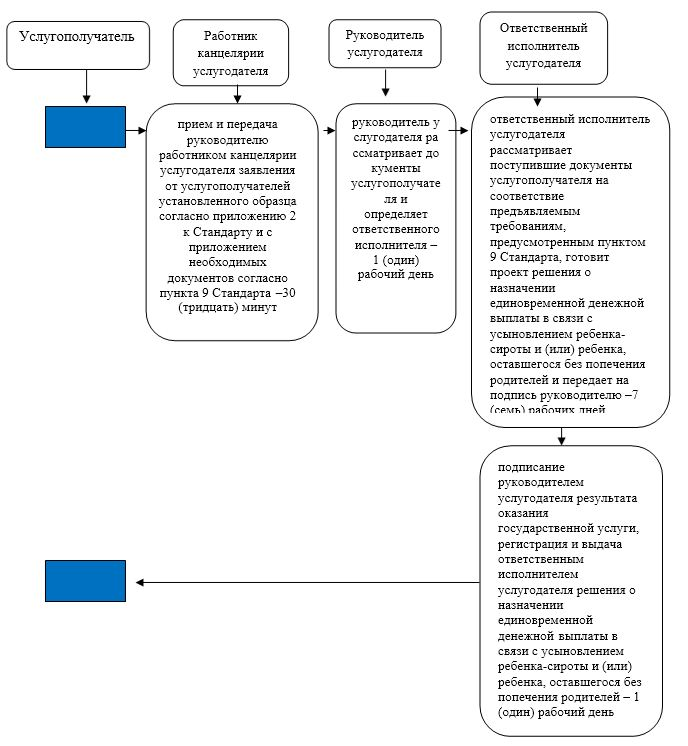 Услугополучатель
Работник
канцелярии
услугодателя
Руководитель
услугодателя
Ответственный
исполнитель
услугодателя
прием и передача
руководителю
работником канцелярии
услугодателя заявления
от услугополучателей
установленного образца
согласно приложению 2
к Стандарту и с
приложением
необходимых
документов согласно
пункта 9 Стандарта –30
(тридцать) минут
руководитель у
слугодателя ра
ссматривает до
кументы
услугополучате
ля и
определяет
ответственного
исполнителя –
1 (один)
рабочий день
ответственный исполнитель
услугодателя
рассматривает
поступившие документы
услугополучателя на
соответствие
предъявляемым
требованиям,
предусмотренным пунктом
9 Стандарта, готовит
проект решения о
назначении
единовременной денежной
выплаты в связи с
усыновлением ребенка-
сироты и (или) ребенка,
оставшегося без попечения
родителей и передает на
подпись руководителю –7
(семь) рабочих дней
подписание
руководителем
услугодателя результата
оказания
государственной услуги,
регистрация и выдача
ответственным
исполнителем
услугодателя решения о
назначении
единовременной
денежной выплаты в
связи с усыновлением
ребенка-сироты и (или)
ребенка, оставшегося без
попечения родителей – 1
(один) рабочий день